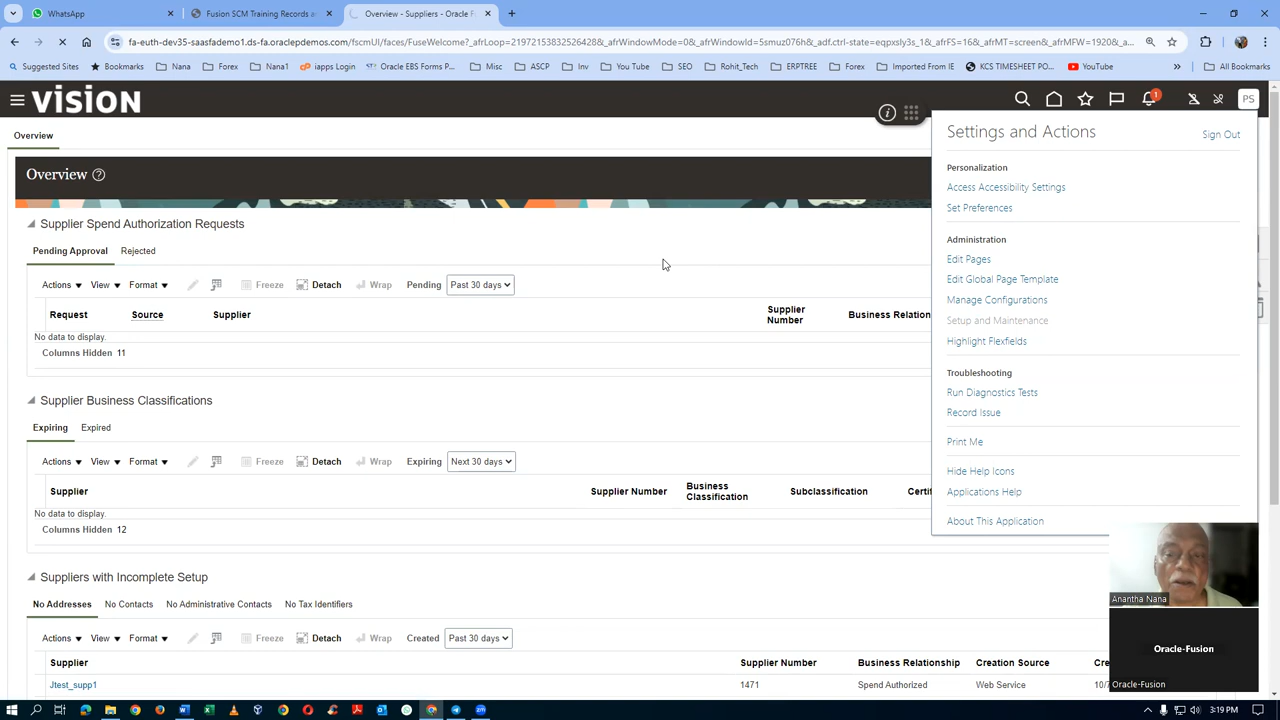 WhatsApp
Fusion SCM Training Records a
Overview - Suppliers - Oracle F
fa-euth-dev35-saasfademo1.ds-fa.oraclepdemos.com/fscmUI/faces/FuseWelcome?_afrLoop=219721538326428&_afrWindowMode=0&_afrWindowId=5smuz076h&_adf.ctrl-state=eqpxsly3s_1&_afrFS=16&_afrMT=screen&_afrMFW=1920&_...
Suggested Sites Bookmarks Nana Forex Nana1 iapps Login Oracle EBS Forms P... Misc ASCP Inv You Tube SEO Rohit_Tech ERPTREE Forex Imported From IE KCS TIMESHEET PO... YouTube All Bookmarks
VISION
1
PS
Overview
Overview
Settings and Actions
Sign Out
Personalization
Access Accessibility Settings
Set Preferences
Administration
Edit Pages
Edit Global Page Template
Manage Configurations
Setup and Maintenance
Highlight Flexfields
Troubleshooting
Run Diagnostics Tests
Record Issue
Print Me
Hide Help Icons
Applications Help
About This Application
Supplier Spend Authorization Requests
Pending Approval Rejected
Actions View Format Freeze Detach Wrap Pending Past 30 days
Request Source Supplier Supplier Number Business Relation
No data to display.
Columns Hidden 11
Supplier Business Classifications
Expiring Expired
Actions View Format Freeze Detach Wrap Expiring Next 30 days
Supplier Supplier Number Business Classification Subclassification Certif
No data to display.
Columns Hidden 12
Suppliers with Incomplete Setup
No Addresses No Contacts No Administrative Contacts No Tax Identifiers
Actions View Format Freeze Detach Wrap Created Past 30 days
Supplier Supplier Number Business Relationship Creation Source Cre
Jtest_supp1 1471 Spend Authorized Web Service 10/
Anantha Nana
Oracle-Fusion
Oracle-Fusion
3:19 PM